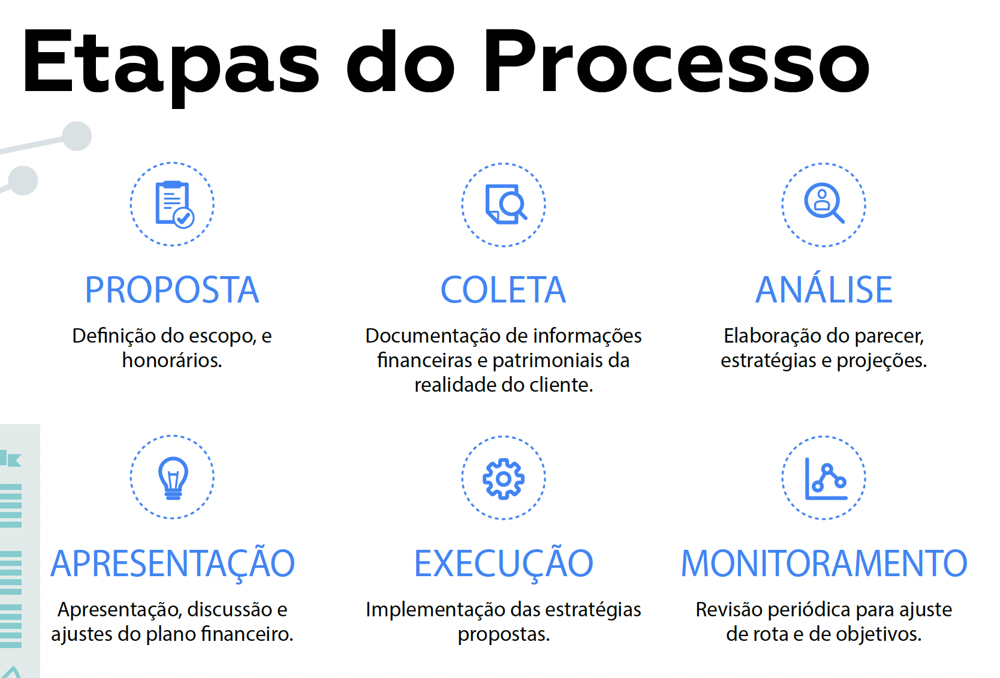 Etapas do Processo
PROPOSTA
Definição do escopo, e
honorários.
COLETA
Documentação de informações
financeiras e patrimoniais da
realidade do cliente.
ANÁLISE
Elaboração do parecer,
estratégias e projeções.
APRESENTAÇÃO
Apresentação, discussão e
ajustes do plano financeiro.
EXECUÇÃO
Implementação das estratégias
propostas.
MONITORAMENTO
Revisão periódica para ajuste
de rota e de objetivos.